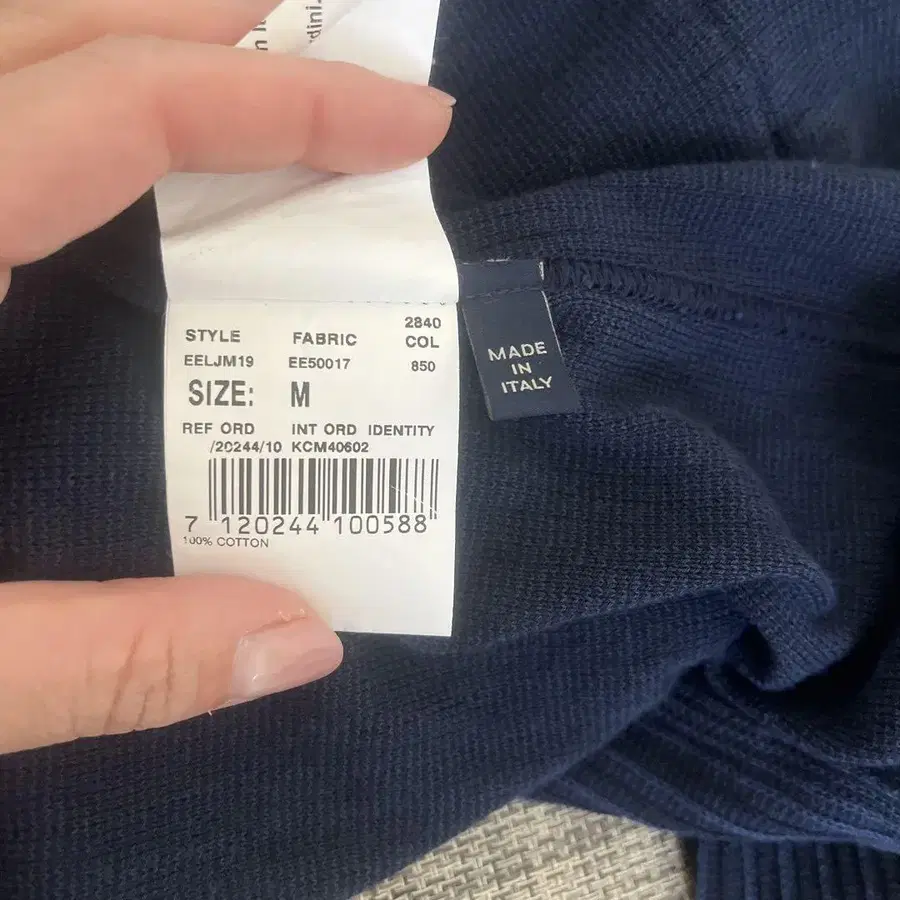 dini.
2840
STYLE FABRIC COL
EELJM19 EE50017 850
SIZE: M
REF ORD INT ORD IDENTITY
/20244/10 KCM40602
7 120244 100588
100% COTTON
MADE
IN
ITALY